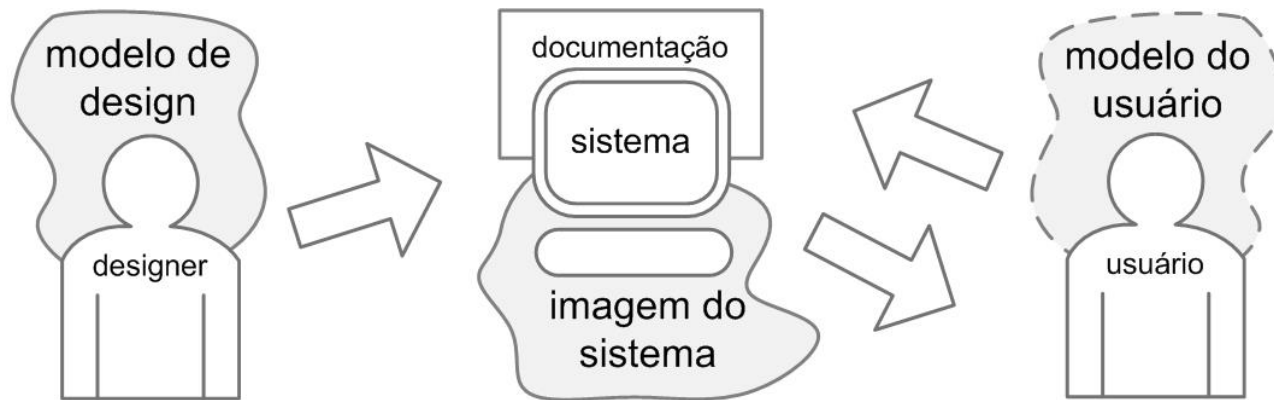 modelo de
design
designer
documentação
sistema
imagem do
sistema
modelo do
usuário
usuário